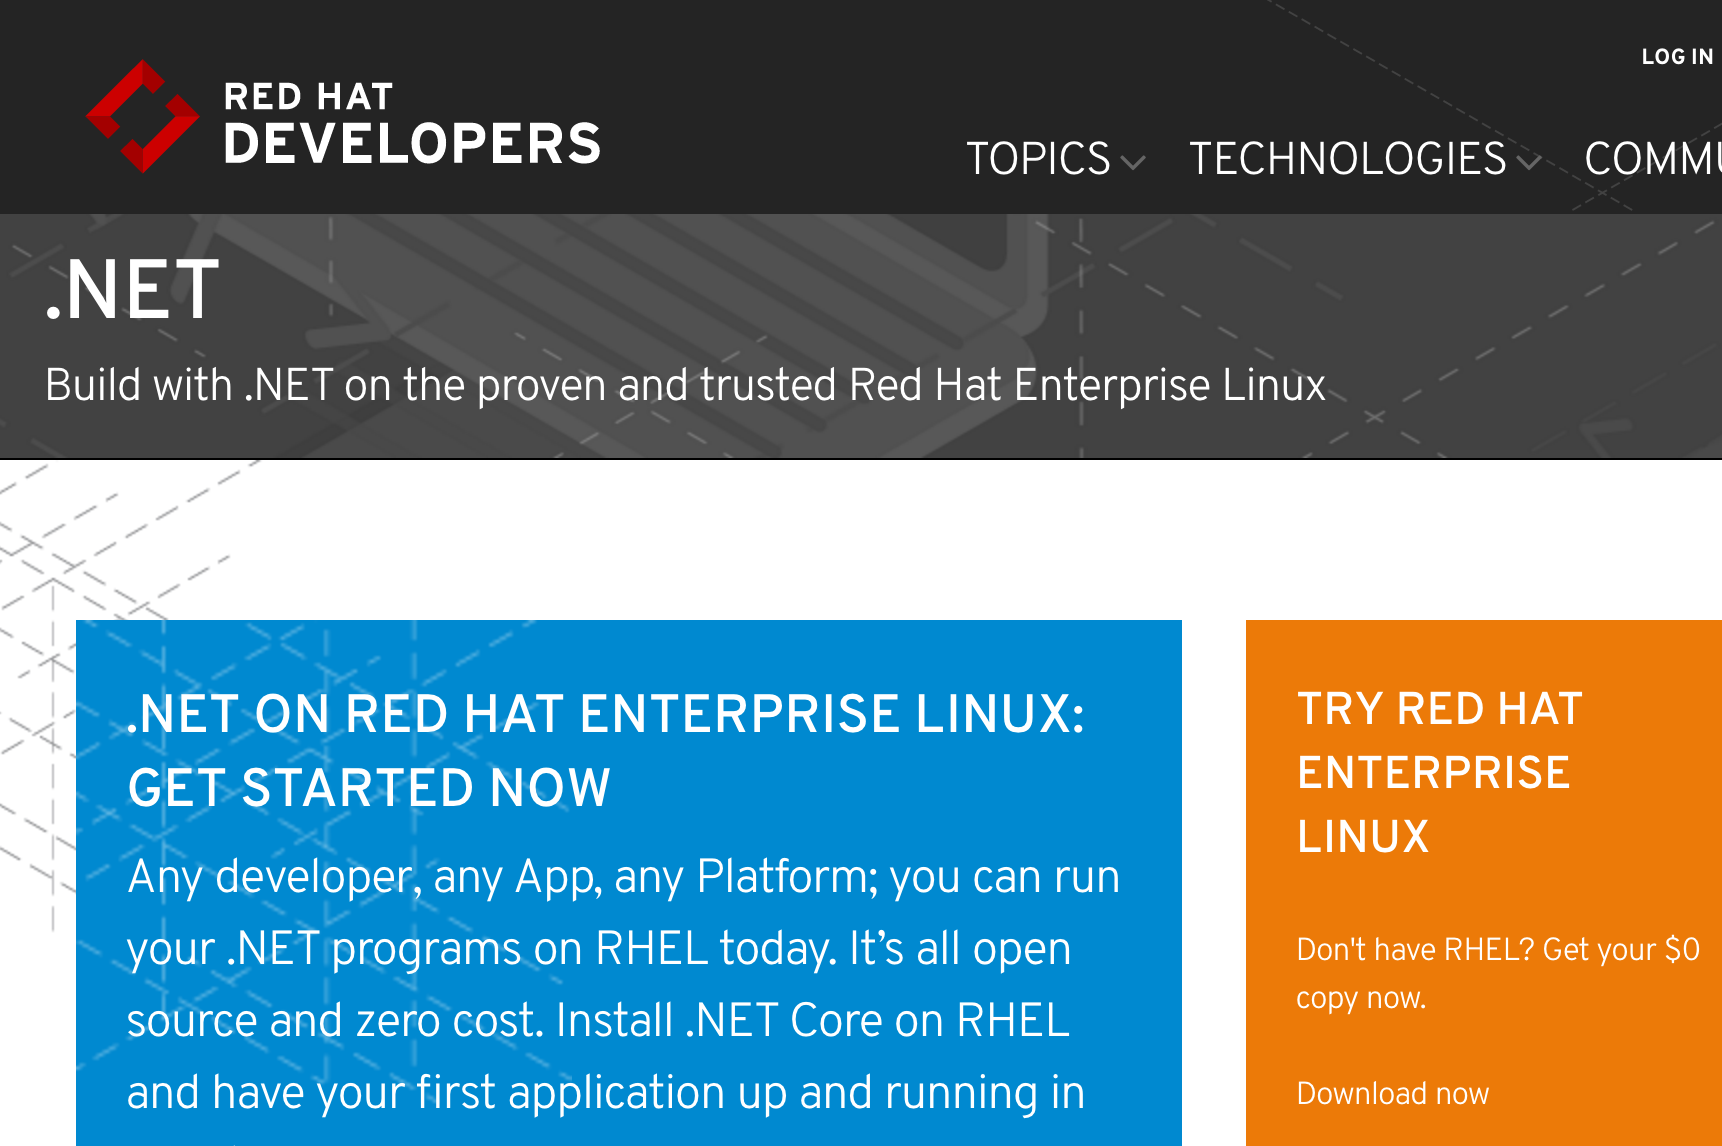 RED HAT
DEVELOPERS
LOG IN
TOPICS
TECHNOLOGIES
.NET
Build with .NET on the proven and trusted Red Hat Enterprise Linux
.NET ON RED HAT ENTERPRISE LINUX:
GET STARTED NOW
Any developer, any App, any Platform; you can run
your .NET programs on RHEL today. It’s all open
source and zero cost. Install .NET Core on RHEL
and have your first application up and running in
TRY RED HAT
ENTERPRISE
LINUX
Don't have RHEL? Get your $0
copy now.
Download now